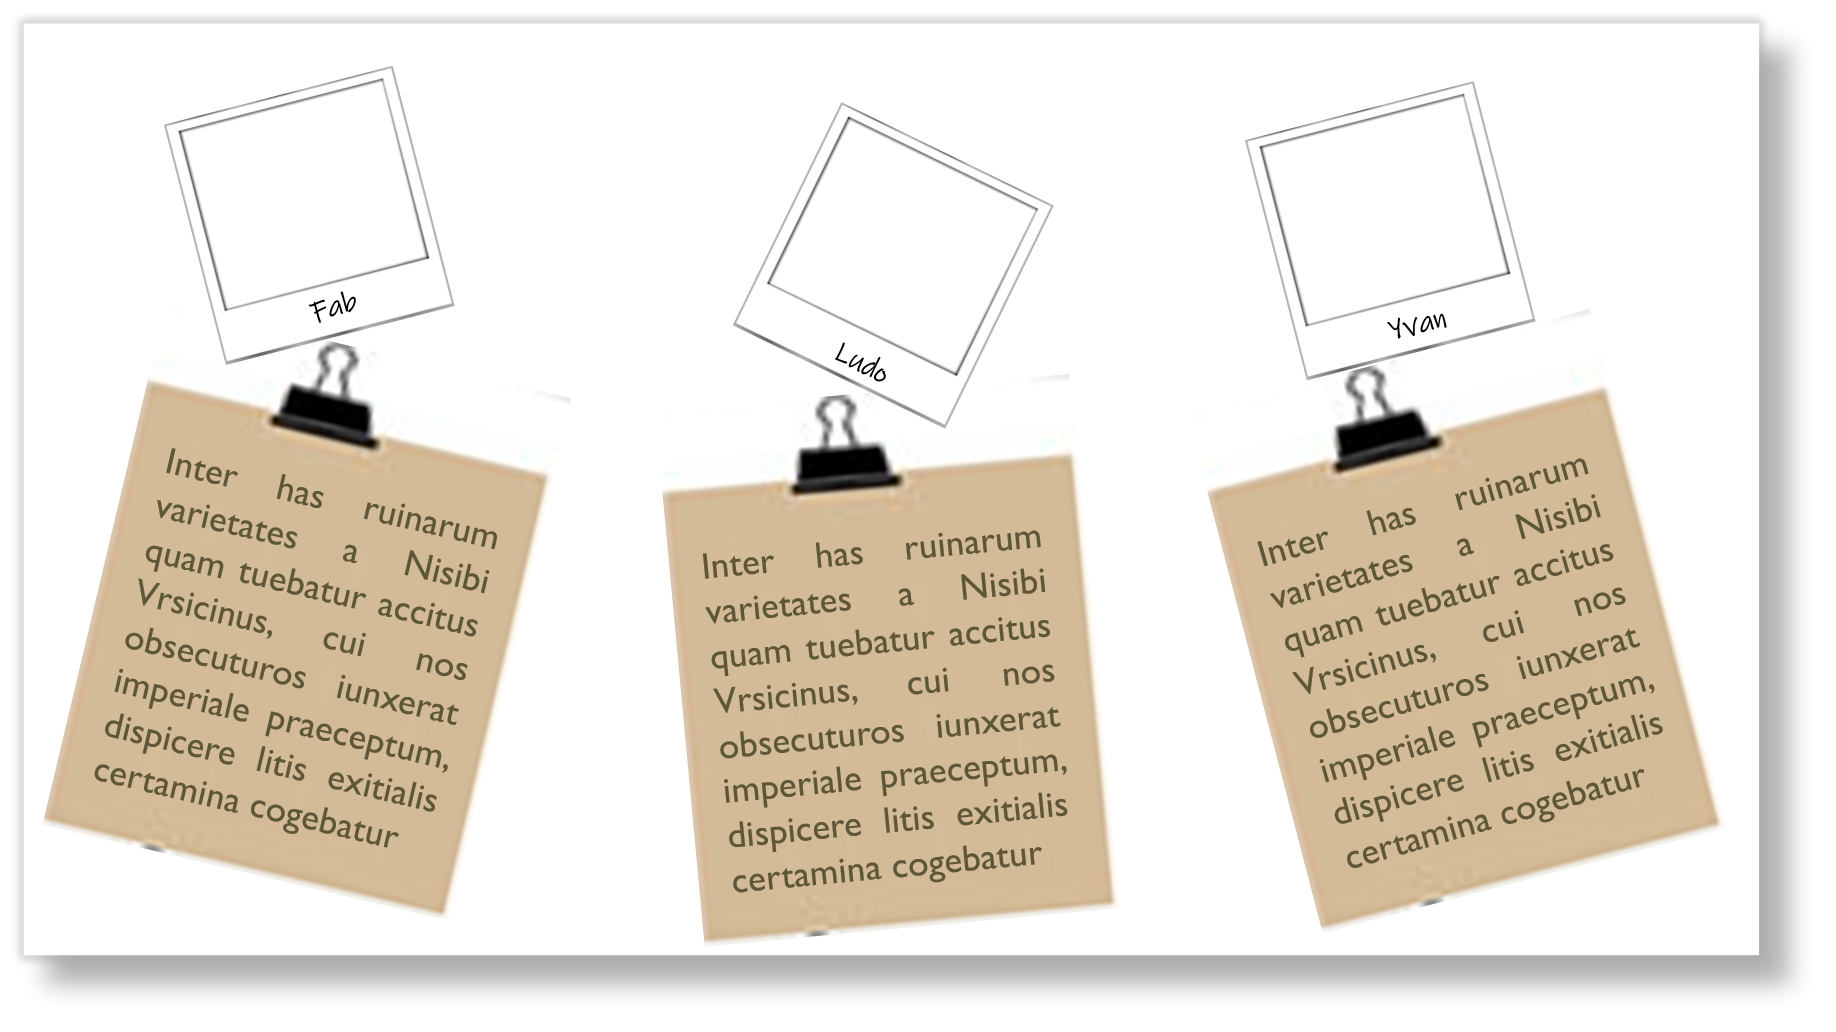 Fab
Inter has ruinarum
varietates a Nisibi
quam tuebatur accitus
Vrsicinus, cui nos
obsecuturos iunxerat
imperiale praeceptum,
dispicere litis exitialis
certamina cogebatur
Ludo
Inter has ruinarum
varietates a Nisibi
quam tuebatur accitus
Vrsicinus, cui nos
obsecuturos iunxerat
imperiale praeceptum,
dispicere litis exitialis
certamina cogebatur
Yvan
Inter has ruinarum
varietates a Nisibi
quam tuebatur accitus
Vrsicinus, cui nos
obsecuturos iunxerat
imperiale praeceptum,
dispicere litis exitialis
certamina cogebatur